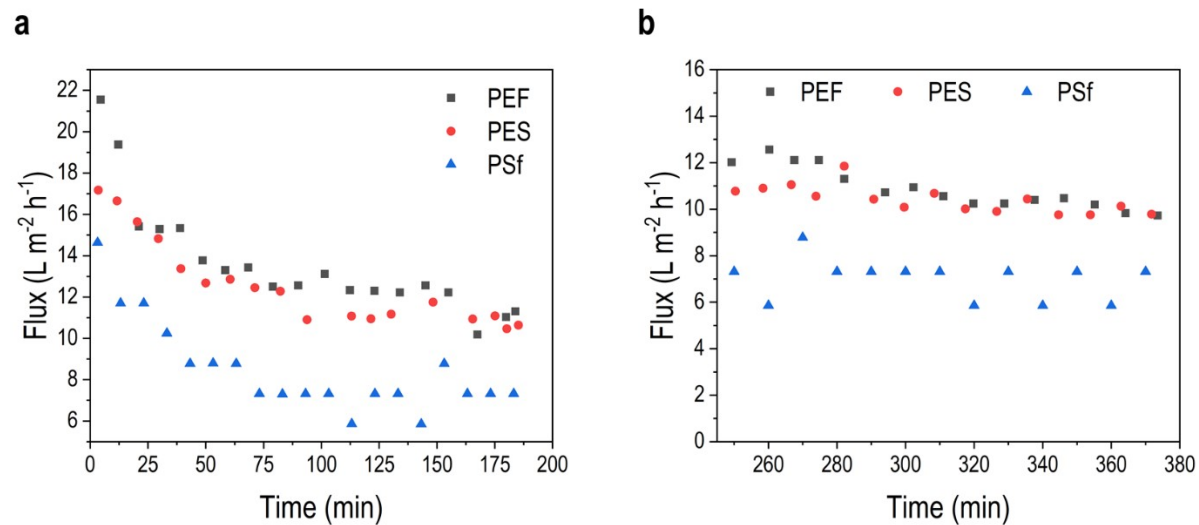 a
22
20
18
16
14
12
10
8
6
0 25 50 75 100 125 150 175 200
Flux (L m⁻² h⁻¹)
Time (min)
PEF
PES
PSf
b
16
14
12
10
8
6
4
2
0
260 280 300 320 340 360 380
Flux (L m⁻² h⁻¹)
Time (min)
PEF PES PSf